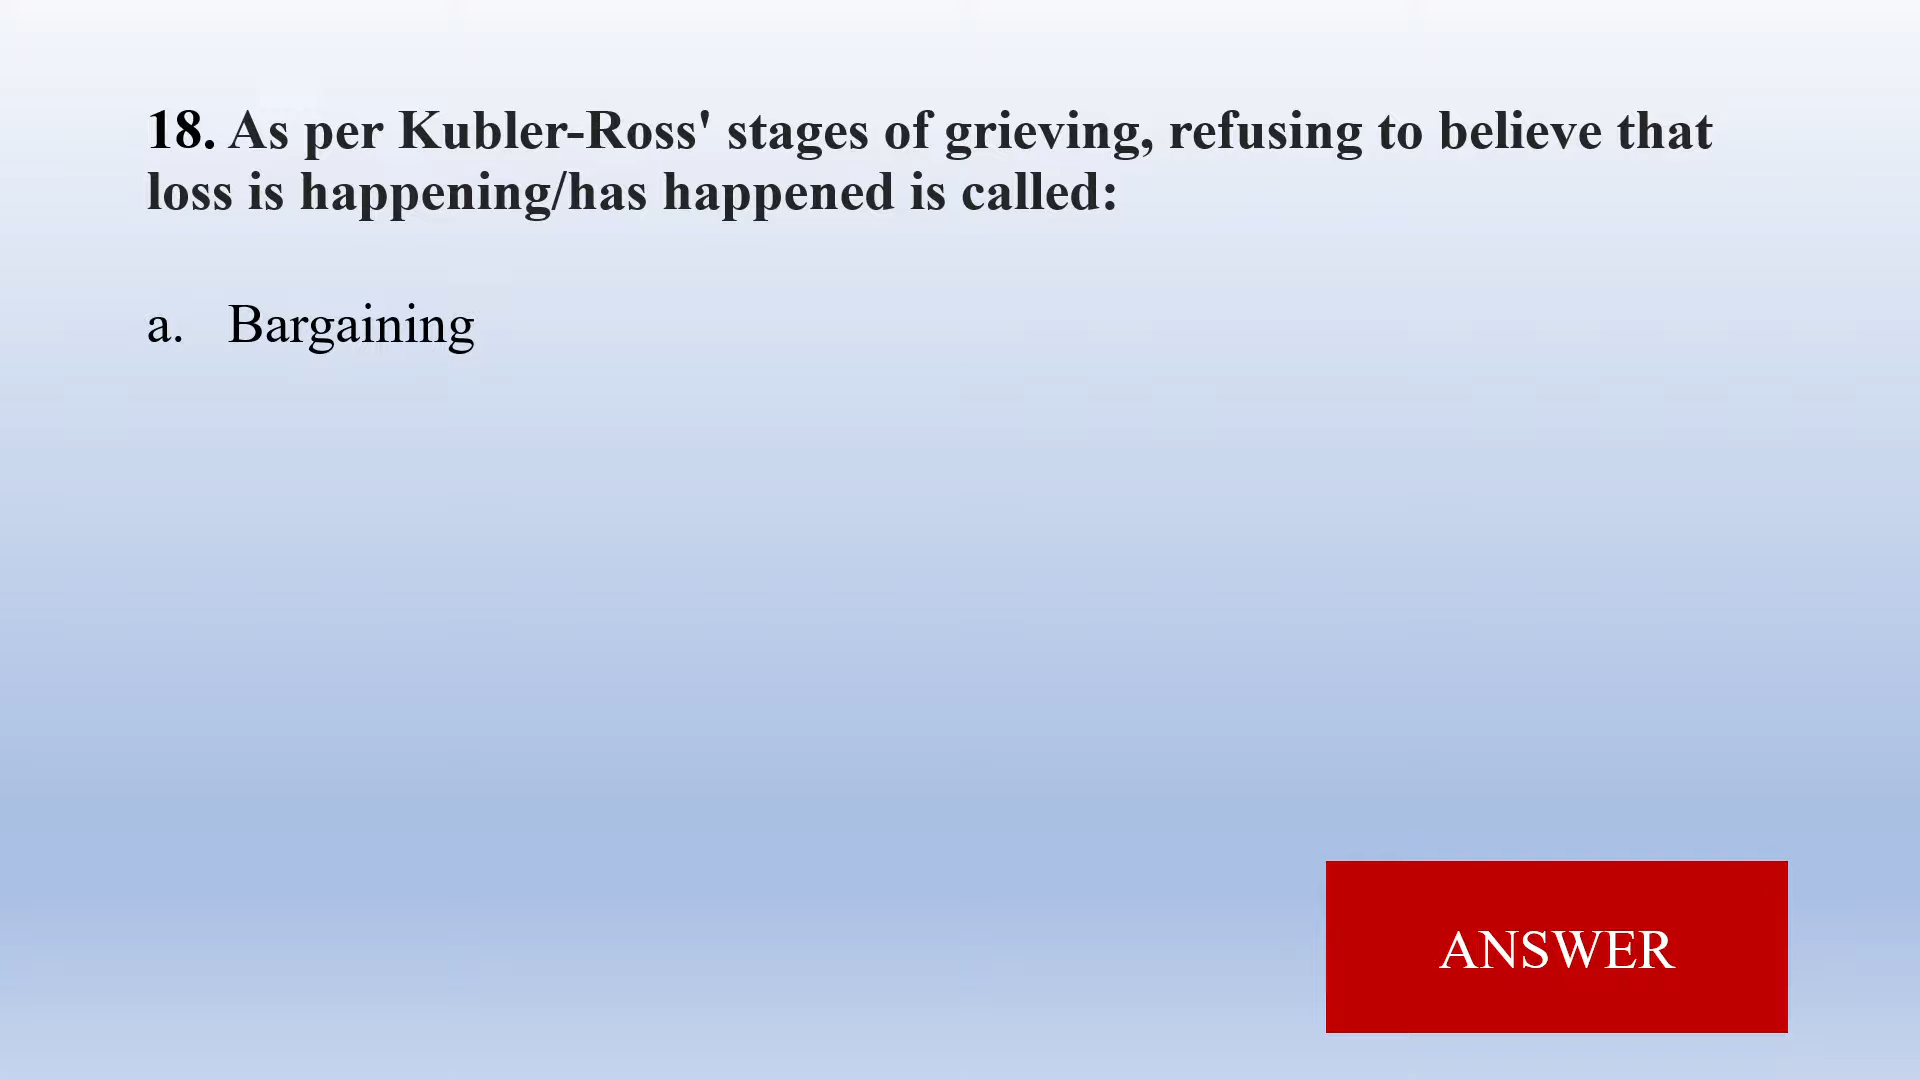 18. As per Kubler-Ross' stages of grieving, refusing to believe that
loss is happening/has happened is called:
a. Bargaining
ANSWER